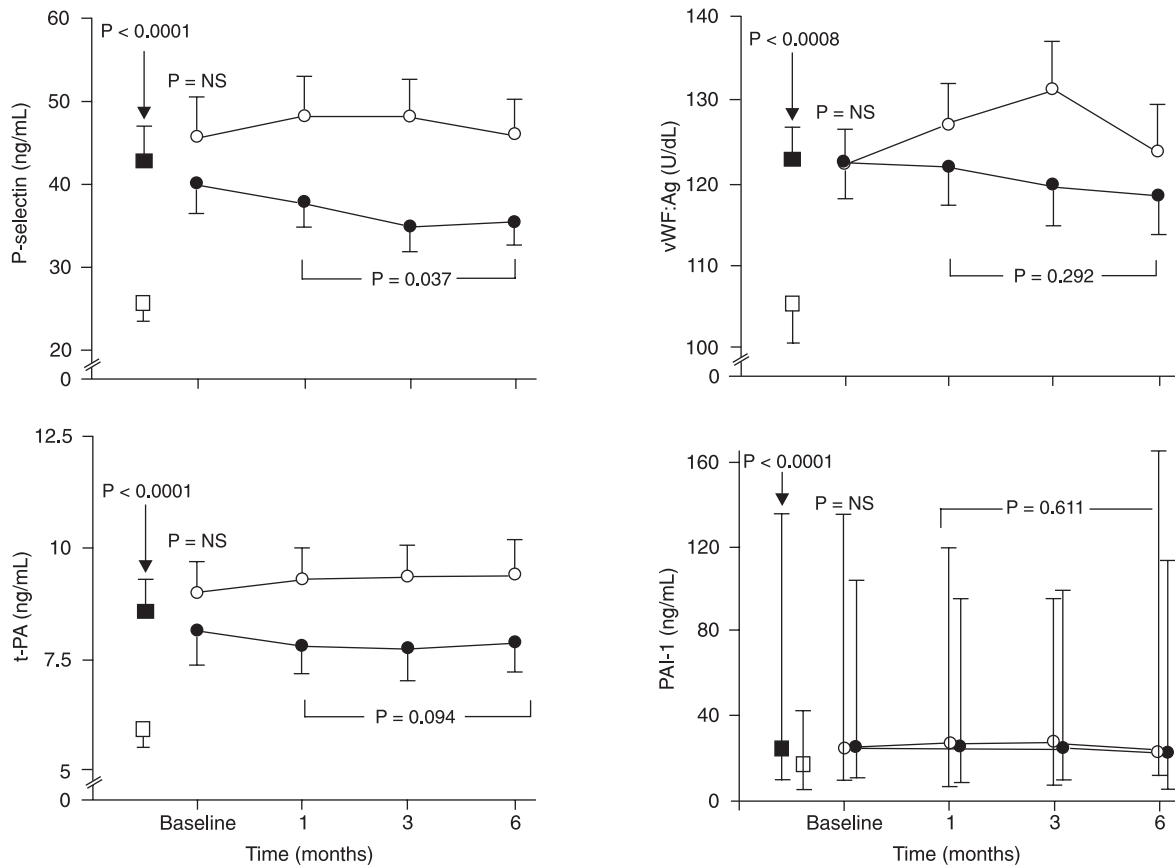 60
50
40
30
20
0
P-selectin (ng/mL)
P < 0.0001
P = NS
P = 0.037
140
130
120
110
100
0
vWF:Ag (U/dL)
P < 0.0008
P = NS
P = 0.292
12.5
10
7.5
5
0
t-PA (ng/mL)
P < 0.0001
P = NS
P = 0.094
Baseline 1 3 6
Time (months)
160
120
80
40
0
PAI-1 (ng/mL)
P < 0.0001
P = NS
P = 0.611
Baseline 1 3 6
Time (months)